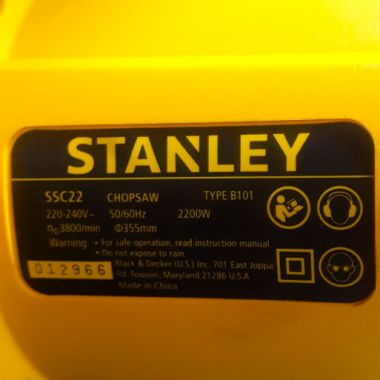 STANLEY
SSC22 CHOPSAW TYPE B101
220-240V~ 50/60Hz 2200W
n₀3800/min Φ355mm
Warning: • For safe operation, read instruction manual
• Do not expose to rain.
012966 Black & Decker (U.S.) Inc. 701 East Joppa
Rd. Towson, Maryland 21286 U.S.A
Made in China